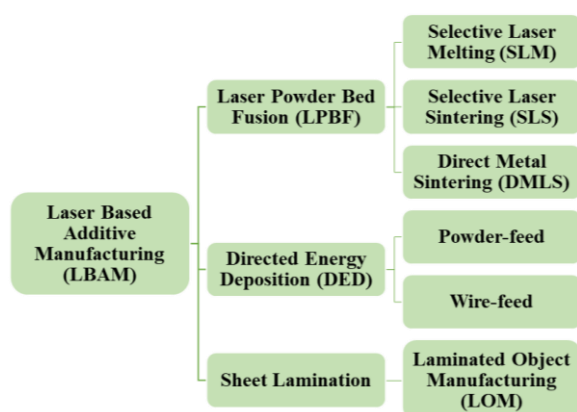 Laser Based
Additive
Manufacturing
(LBAM)
Laser Powder Bed
Fusion (LPBF)
Selective Laser
Melting (SLM)
Selective Laser
Sintering (SLS)
Direct Metal
Sintering (DMLS)
Directed Energy
Deposition (DED)
Powder-feed
Wire-feed
Sheet Lamination
Laminated Object
Manufacturing
(LOM)